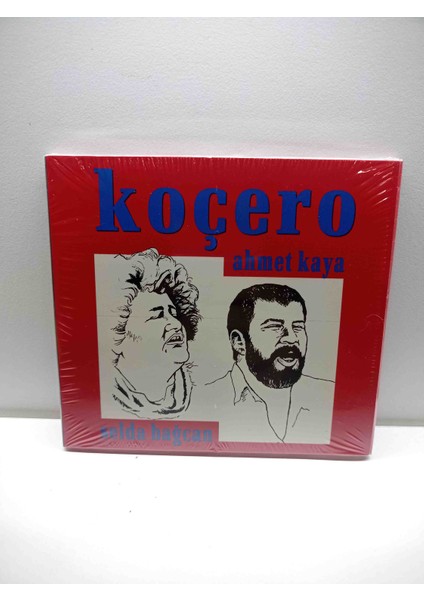 koçero
ahmet kaya
selda bağcan